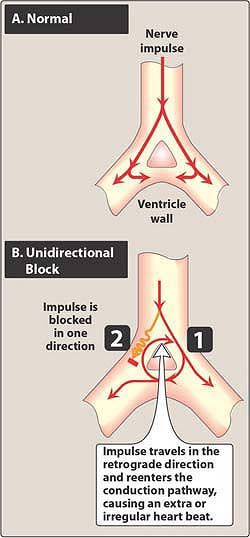 A. Normal
Nerve
impulse
Ventricle
wall
B. Unidirectional
Block
Impulse is
blocked
in one
direction
2
1
Impulse travels in the
retrograde direction
and reenters the
conduction pathway,
causing an extra or
irregular heart beat.